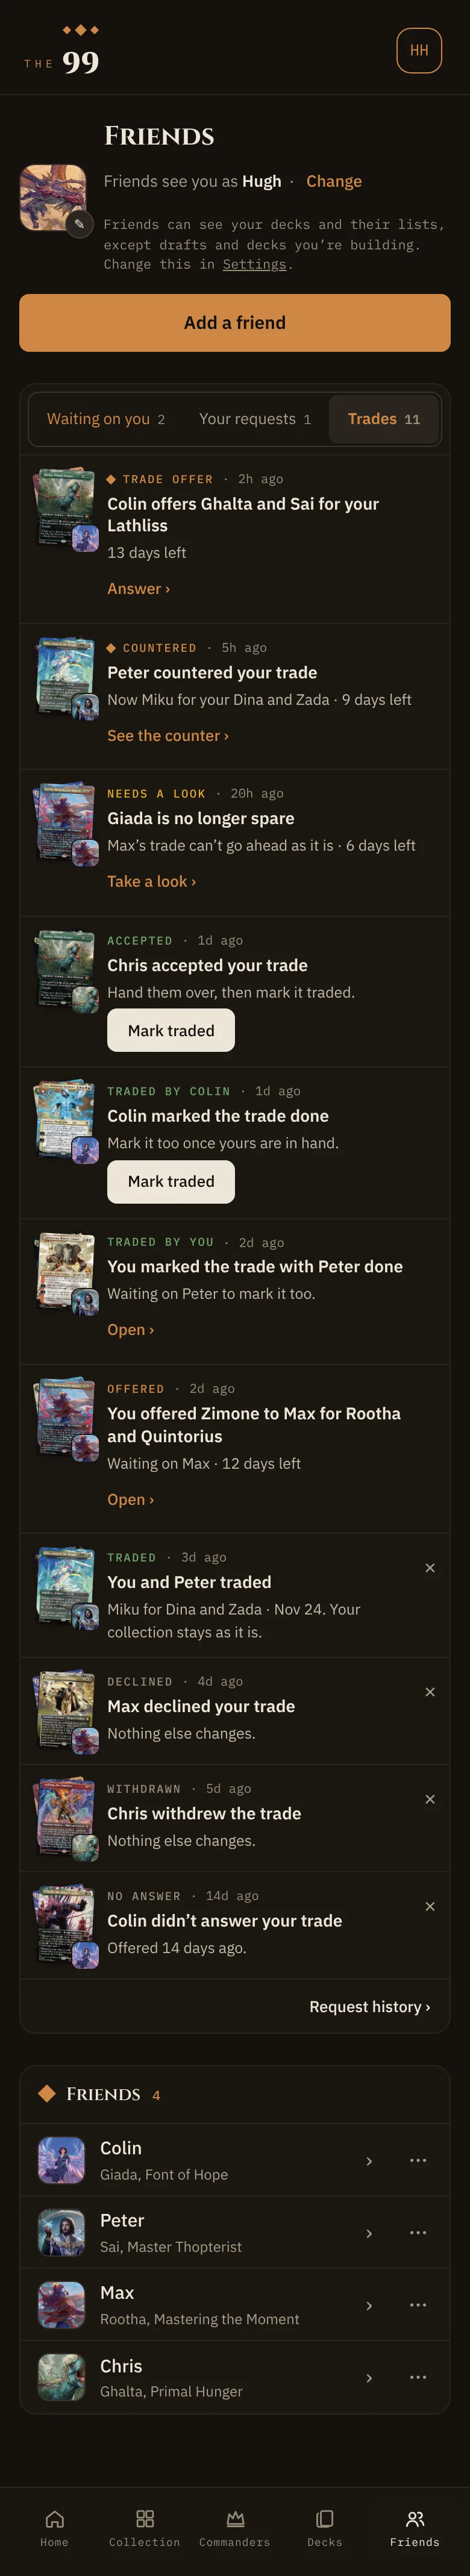 THE 99
HH
Friends
Friends see you as Hugh · Change
Friends can see your decks and their lists,
except drafts and decks you’re building.
Change this in Settings.
Add a friend
Waiting on you 2 Your requests 1 Trades 11
TRADE OFFER · 2h ago
Colin offers Ghalta and Sai for your
Lathliss
13 days left
Answer ›
COUNTERED · 5h ago
Peter countered your trade
Now Miku for your Dina and Zada · 9 days left
See the counter ›
NEEDS A LOOK · 20h ago
Giada is no longer spare
Max’s trade can’t go ahead as it is · 6 days left
Take a look ›
ACCEPTED · 1d ago
Chris accepted your trade
Hand them over, then mark it traded.
Mark traded
TRADED BY COLIN · 1d ago
Colin marked the trade done
Mark it too once yours are in hand.
Mark traded
TRADED BY YOU · 2d ago
You marked the trade with Peter done
Waiting on Peter to mark it too.
Open ›
OFFERED · 2d ago
You offered Zimone to Max for Rootha
and Quintorius
Waiting on Max · 12 days left
Open ›
TRADED · 3d ago
You and Peter traded
Miku for Dina and Zada · Nov 24. Your
collection stays as it is.
DECLINED · 4d ago
Max declined your trade
Nothing else changes.
WITHDRAWN · 5d ago
Chris withdrew the trade
Nothing else changes.
NO ANSWER · 14d ago
Colin didn’t answer your trade
Offered 14 days ago.
Request history ›
Friends 4
Colin
Giada, Font of Hope
Peter
Sai, Master Thopterist
Max
Rootha, Mastering the Moment
Chris
Ghalta, Primal Hunger
Home Collection Commanders Decks Friends